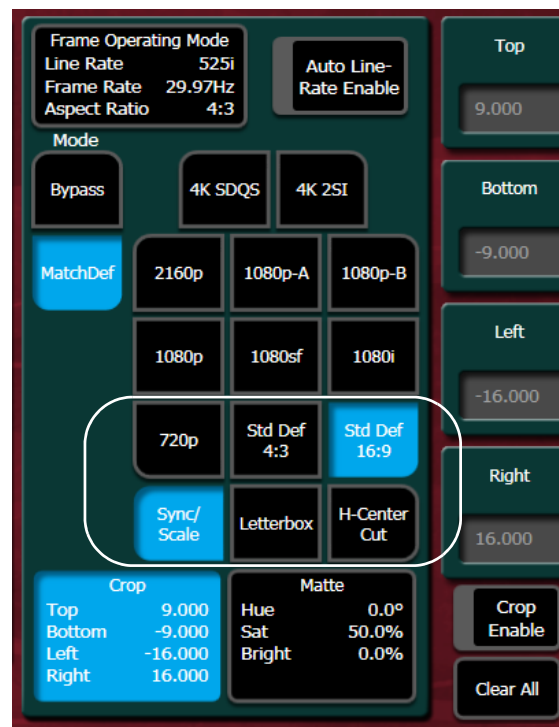 Frame Operating Mode
Line Rate 525i
Frame Rate 29.97Hz
Aspect Ratio 4:3
Auto Line-
Rate Enable
Mode
Bypass
4K SDQS
4K 2SI
MatchDef
2160p
1080p-A
1080p-B
1080p
1080sf
1080i
720p
Std Def
4:3
Std Def
16:9
Sync/
Scale
Letterbox
H-Center
Cut
Crop
Top 9.000
Bottom -9.000
Left -16.000
Right 16.000
Matte
Hue 0.0°
Sat 50.0%
Bright 0.0%
Top
9.000
Bottom
-9.000
Left
-16.000
Right
16.000
Crop
Enable
Clear All